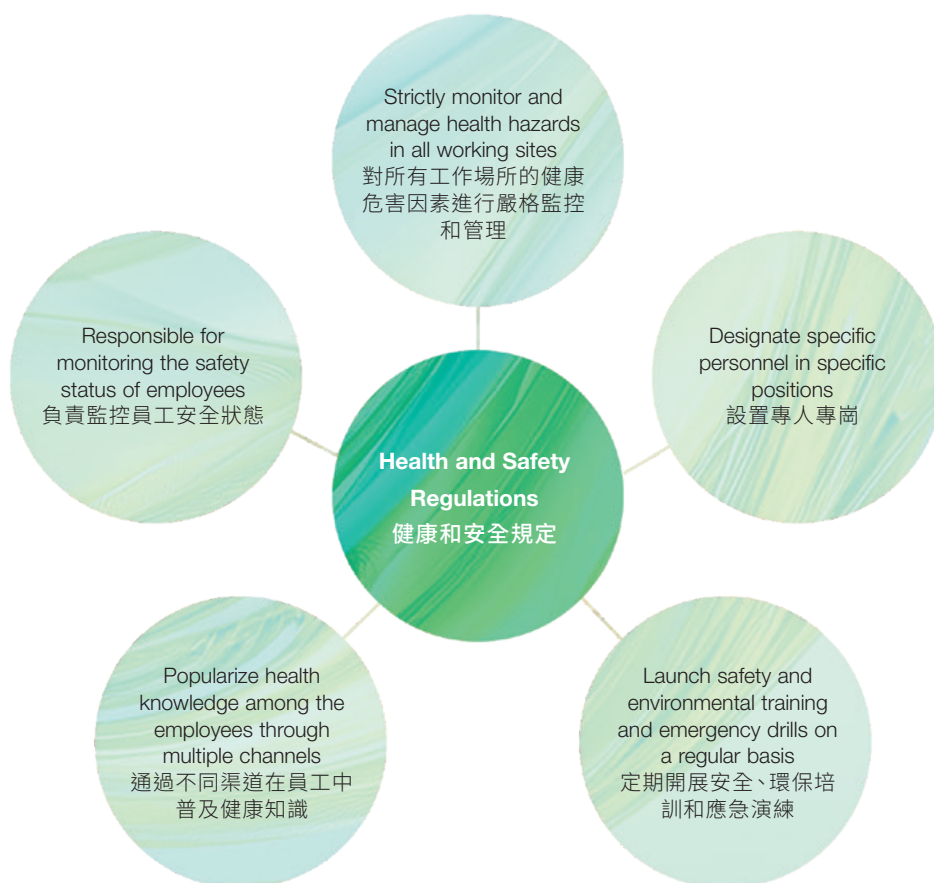 Strictly monitor and
manage health hazards
in all working sites
對所有工作場所的健康
危害因素進行嚴格監控
和管理
Responsible for
monitoring the safety
status of employees
負責監控員工安全狀態
Designate specific
personnel in specific
positions
設置專人專崗
Health and Safety
Regulations
健康和安全規定
Popularize health
knowledge among the
employees through
multiple channels
通過不同渠道在員工中
普及健康知識
Launch safety and
environmental training
and emergency drills on
a regular basis
定期開展安全、環保培
訓和應急演練